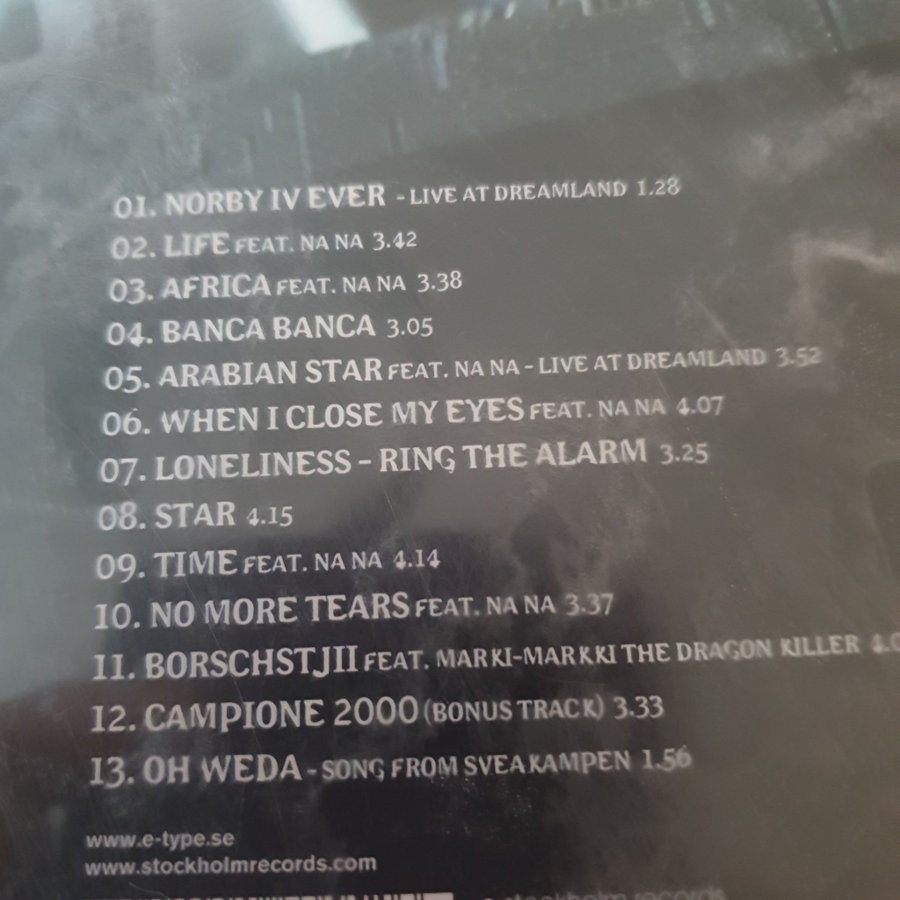 01. NORBY IV EVER - LIVE AT DREAMLAND 1.28
02. LIFE FEAT. NA NA 3.42
03. AFRICA FEAT. NA NA 3.38
04. BANCA BANCA 3.05
05. ARABIAN STAR FEAT. NA NA - LIVE AT DREAMLAND 3.52
06. WHEN I CLOSE MY EYES FEAT. NA NA 4.07
07. LONELINESS - RING THE ALARM 3.25
08. STAR 4.15
09. TIME FEAT. NA NA 4.14
10. NO MORE TEARS FEAT. NA NA 3.37
11. BORSCHSTJII FEAT. MARKI-MARKKI THE DRAGON KILLER
12. CAMPIONE 2000 (BONUS TRACK) 3.33
13. OH WEDA - SONG FROM SVEAKAMPEN 1.56
www.e-type.se
www.stockholmrecords.com
stockholm records